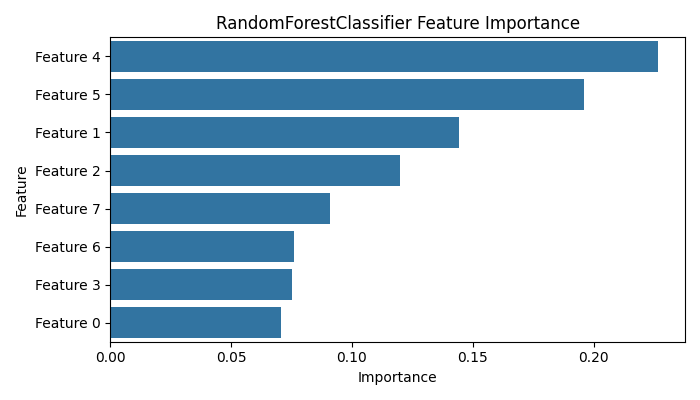 RandomForestClassifier Feature Importance
Feature 4
Feature 5
Feature 1
Feature 2
Feature 7
Feature 6
Feature 3
Feature 0
Feature
0.00 0.05 0.10 0.15 0.20
Importance